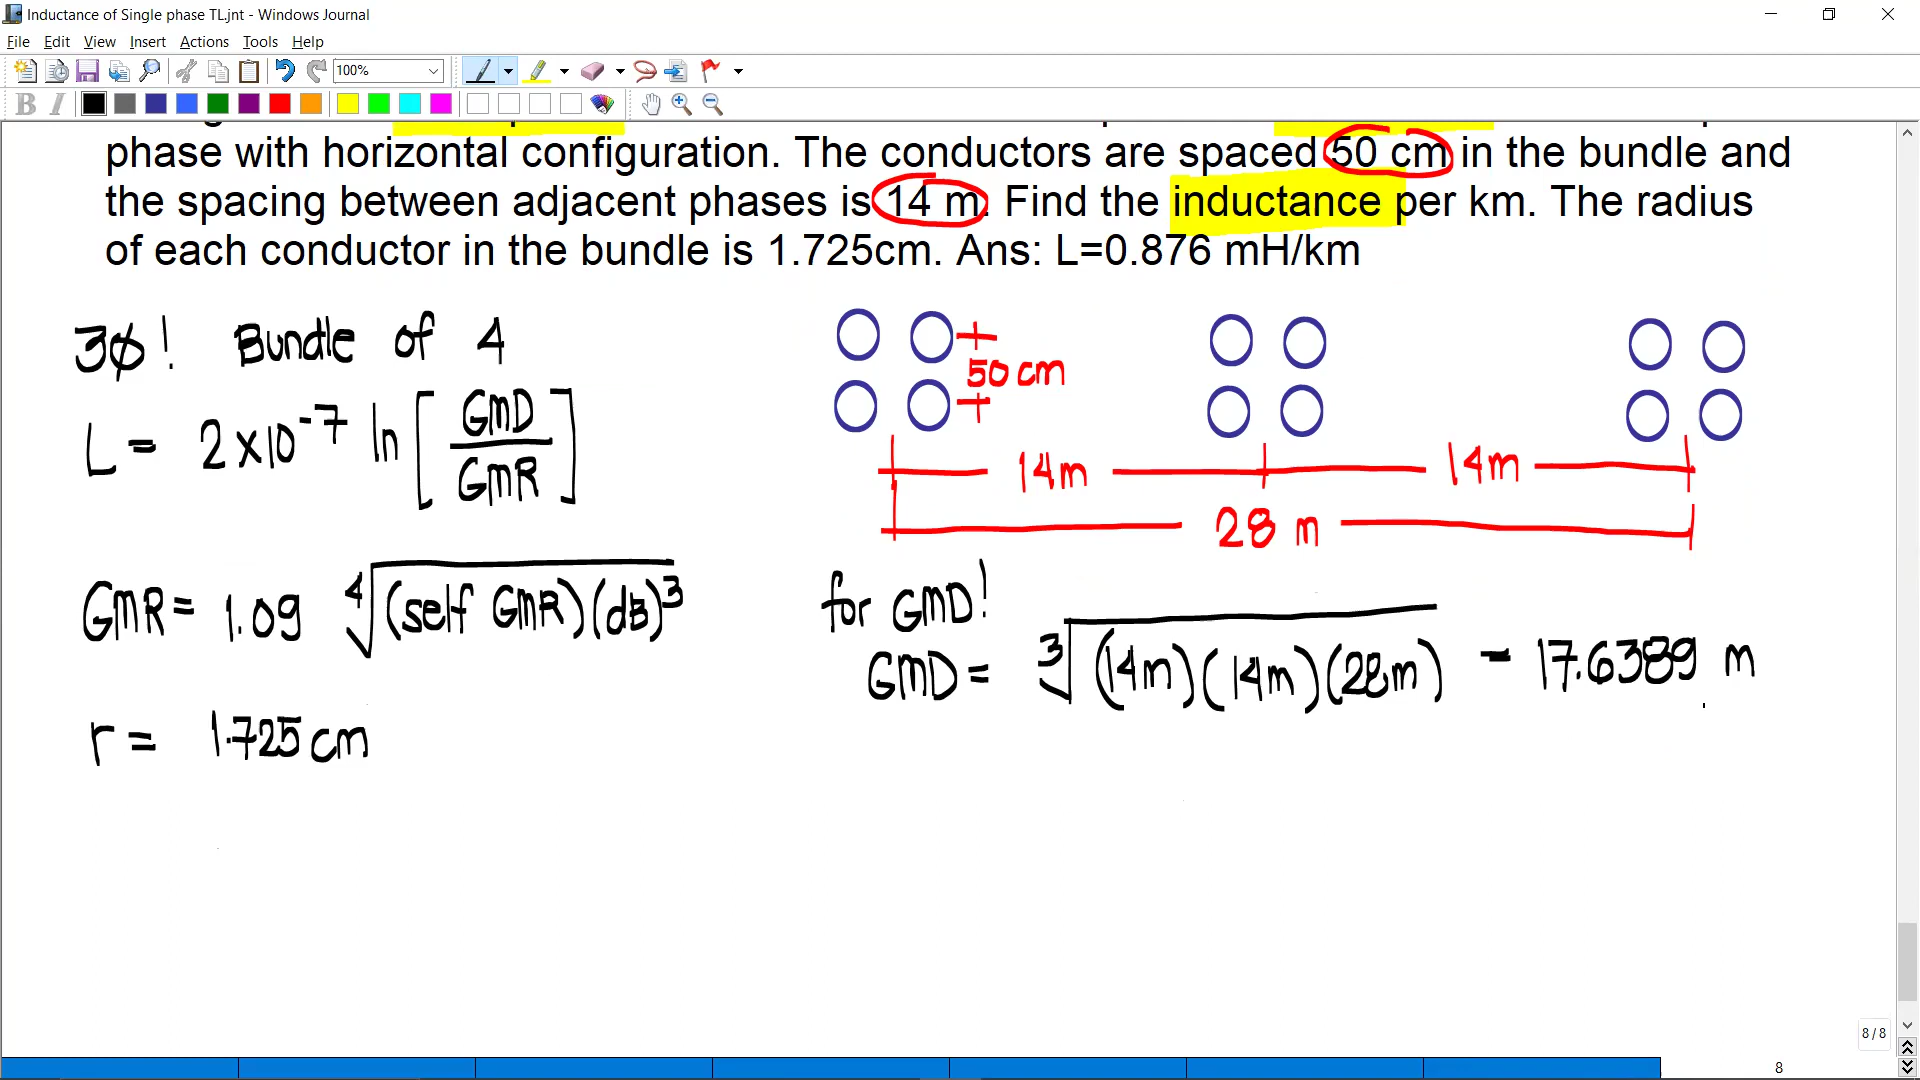 Inductance of Single phase TL.jnt - Windows Journal
File Edit View Insert Actions Tools Help
100%
B I
phase with horizontal configuration. The conductors are spaced 50 cm in the bundle and
the spacing between adjacent phases is 14 m. Find the inductance per km. The radius
of each conductor in the bundle is 1.725cm. Ans: L=0.876 mH/km
3ϕ! Bundle of 4
50 cm
L = 2x10^-7 ln [ GMD / GMR ]
14m 14m
28 m
GMR = 1.09 ∜(self GMR)(dB)^3
for GMD!
GMD = ∛(14m)(14m)(28m) - 17.6389 m
r = 1.725 cm
8 / 8
8